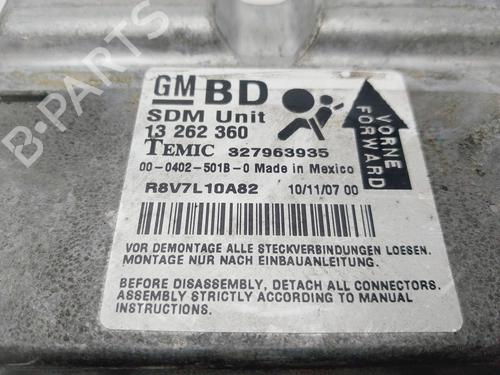 B-PARTS
GM BD
SDM Unit
13 262 360
TEMIC 327963935
00-0402-501B-0 Made in Mexico
R8V7L10A82 10/11/07 00
VORNE
FORWARD
VOR DEMONTAGE ALLE STECKVERBINDUNGEN LOESEN.
MONTAGE NUR NACH EINBAUANLEITUNG.
BEFORE DISASSEMBLY, DETACH ALL CONNECTORS.
ASSEMBLY STRICTLY ACCORDING TO MANUAL
INSTRUCTIONS.